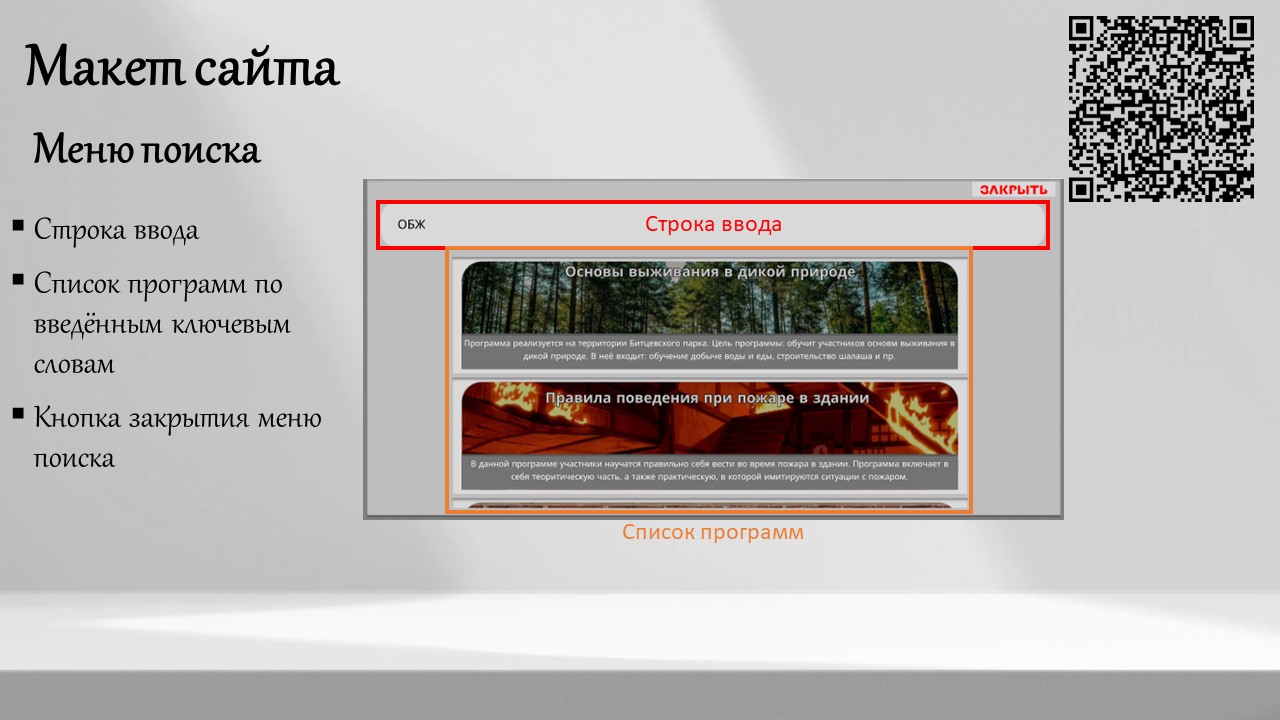 Макет сайта
Меню поиска
Строка ввода
Список программ по
введённым ключевым
словам
Кнопка закрытия меню
поиска
ЗАКРЫТЬ
ОБЖ
Строка ввода
Основы выживания в дикой природе
Программа реализуется на территории Битцевского парка. Цель программы: обучит участников основм выживания в
дикой природе. В неё входит: обучение добыче воды и еды, строительство шалаша и пр.
Правила поведения при пожаре в здании
В данной программе участники научатся правильно себя вести во время пожара в здании. Программа включает в
себя теоритическую часть, а также практическую, в которой имитируются ситуации с пожаром.
Список программ